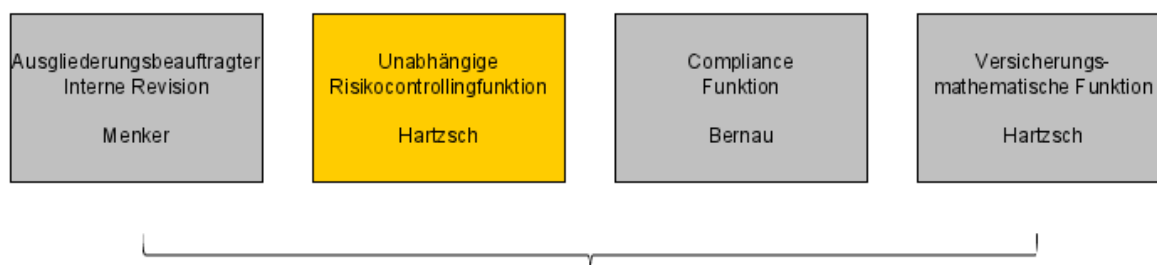 Ausgliederungsbeauftragter
Interne Revision
Menker
Unabhängige
Risikocontrollingfunktion
Hartzsch
Compliance
Funktion
Bernau
Versicherungs-
mathematische Funktion
Hartzsch